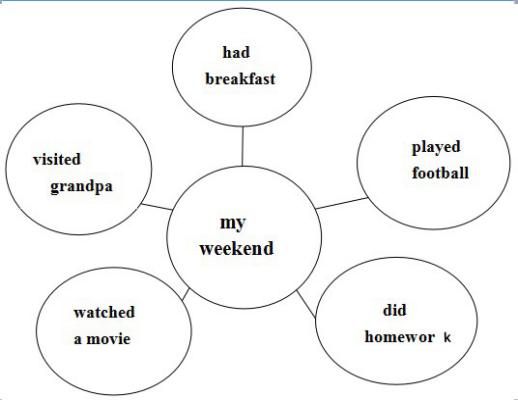 had
breakfast
played
football
visited
grandpa
my
weekend
watched
a movie
did
homewor k